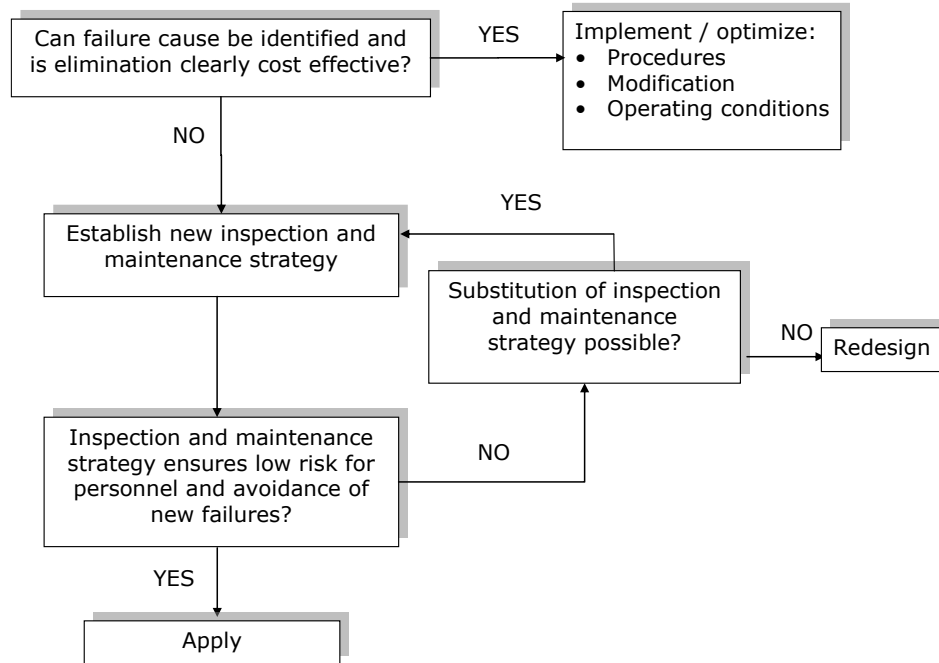 Can failure cause be identified and
is elimination clearly cost effective?
YES
Implement / optimize:
• Procedures
• Modification
• Operating conditions
NO
Establish new inspection and
maintenance strategy
YES
Substitution of inspection
and maintenance
strategy possible?
NO
Redesign
Inspection and maintenance
strategy ensures low risk for
personnel and avoidance of
new failures?
NO
YES
Apply